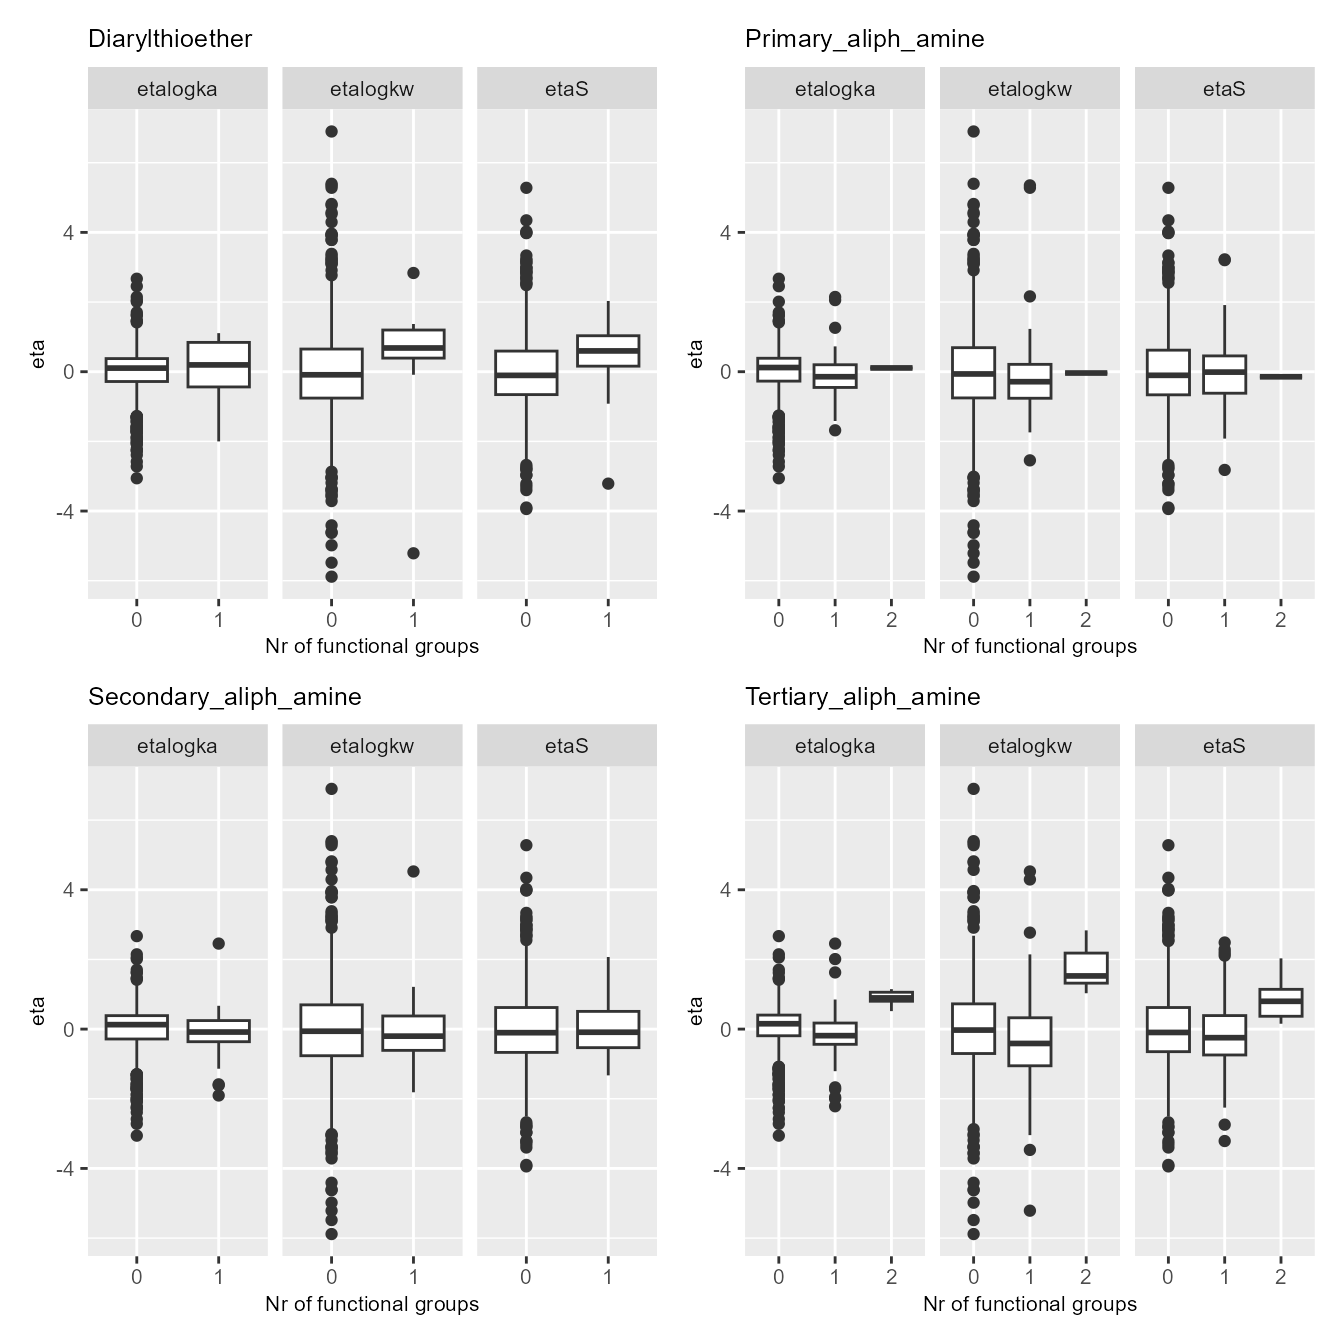 Diarylthioether
etalogka etalogkw etaS
4
0
-4
eta
0 1 0 1 0 1
Nr of functional groups
Primary_aliph_amine
etalogka etalogkw etaS
4
0
-4
eta
0 1 2 0 1 2 0 1 2
Nr of functional groups
Secondary_aliph_amine
etalogka etalogkw etaS
4
0
-4
eta
0 1 0 1 0 1
Nr of functional groups
Tertiary_aliph_amine
etalogka etalogkw etaS
4
0
-4
eta
0 1 2 0 1 2 0 1 2
Nr of functional groups